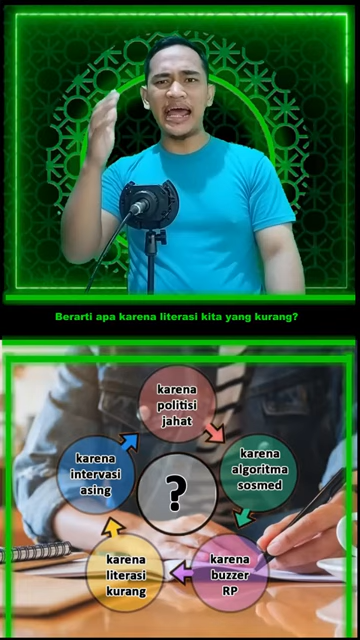 Berarti apa karena literasi kita yang kurang?
karena
politisi
jahat
karena
algoritma
sosmed
karena
buzzer
RP
karena
literasi
kurang
karena
intervasi
asing
?